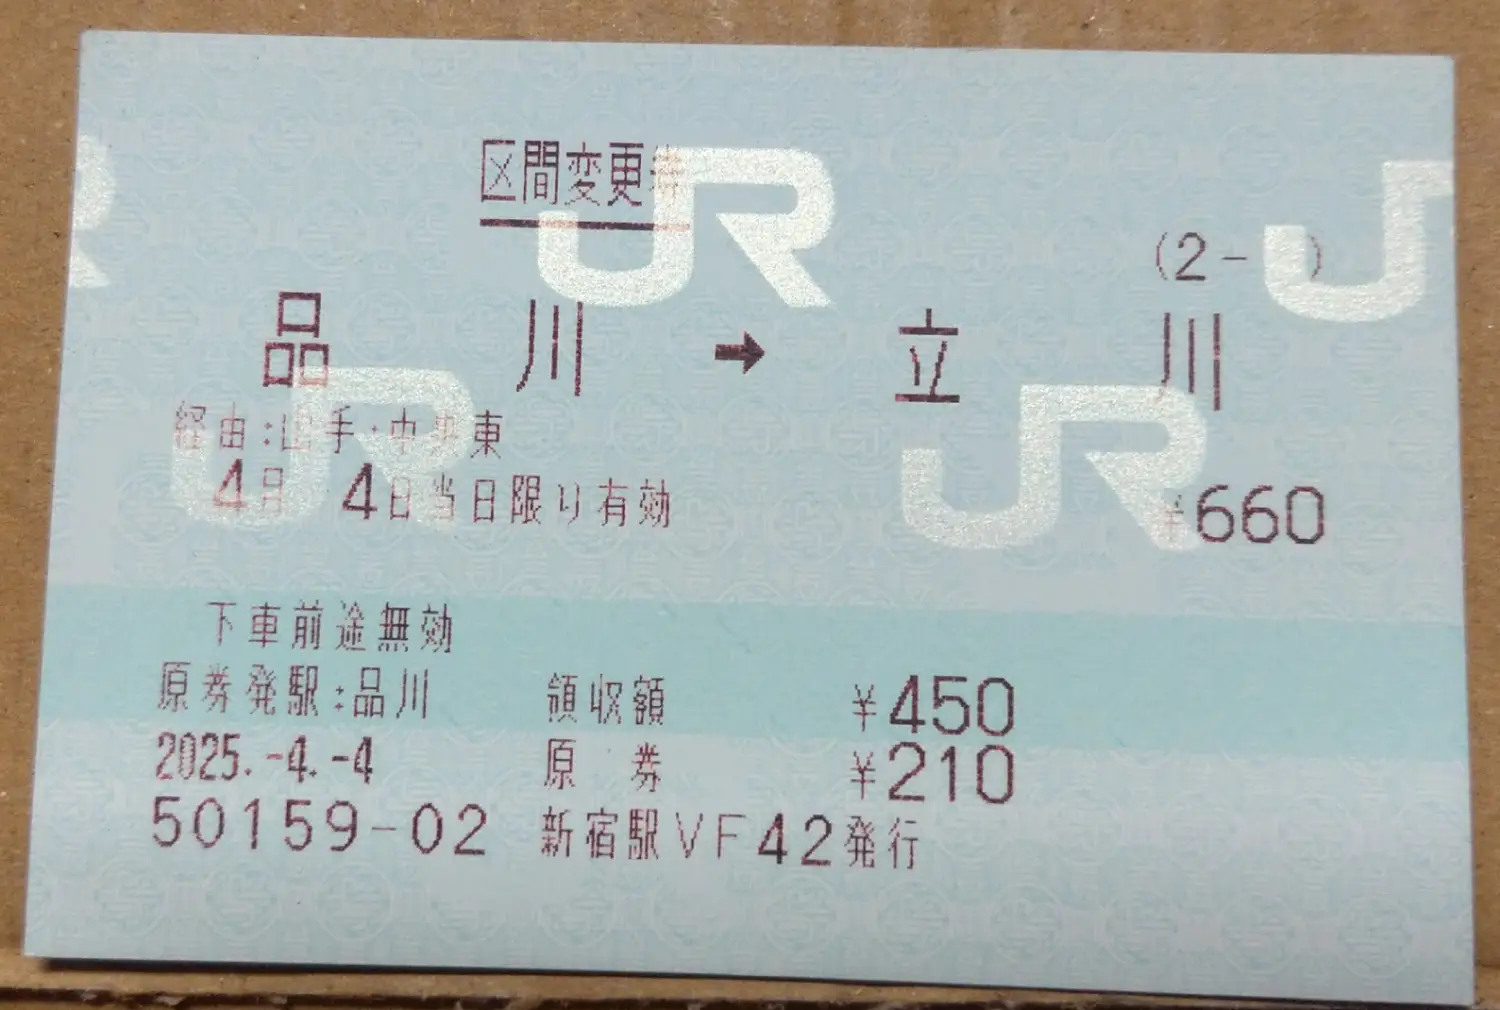 区間変更券
(2- )
品川→立川
経由:山手・中央東
4月 4日当日限り有効 ¥660
下車前途無効
原券発駅:品川 領収額 ¥450
2025.-4.-4 原 券 ¥210
50159-02 新宿駅VF42発行
JR
JR
JR